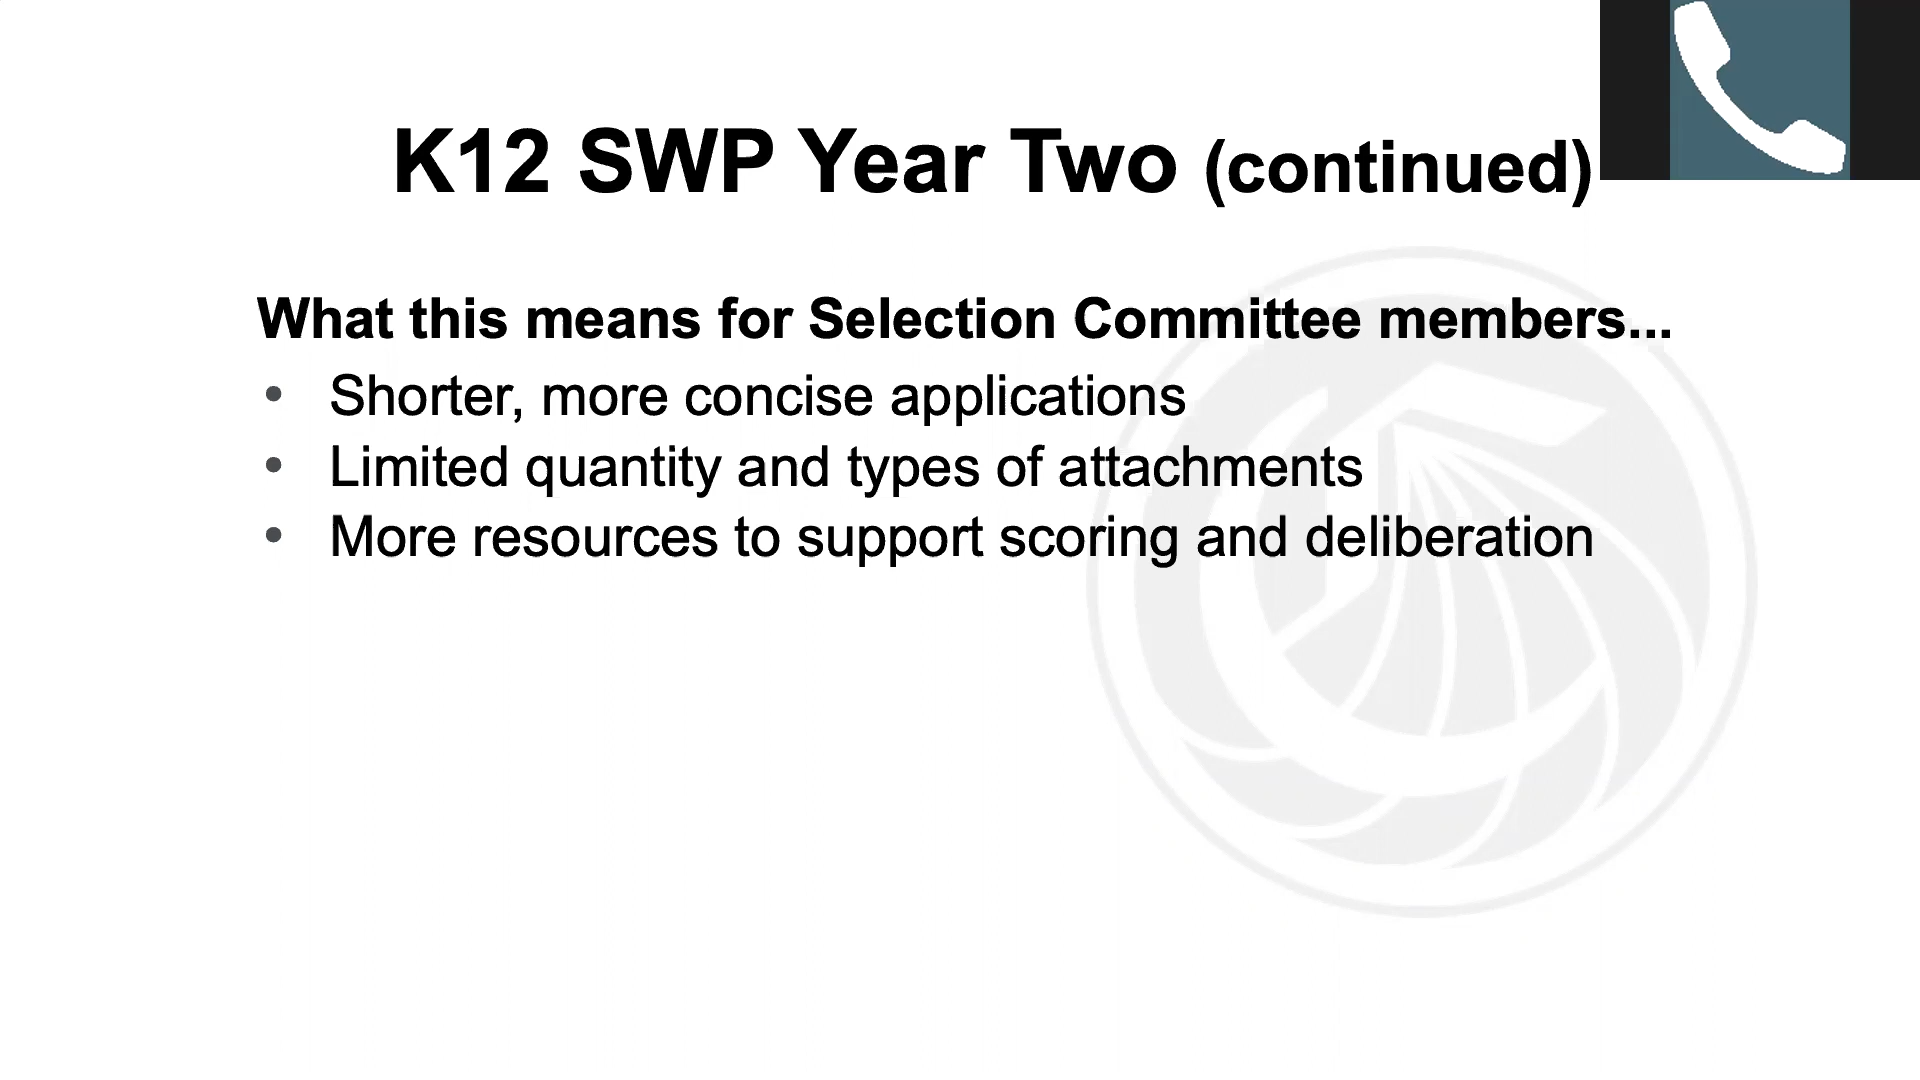 K12 SWP Year Two (continued)
What this means for Selection Committee members...
• Shorter, more concise applications
• Limited quantity and types of attachments
• More resources to support scoring and deliberation